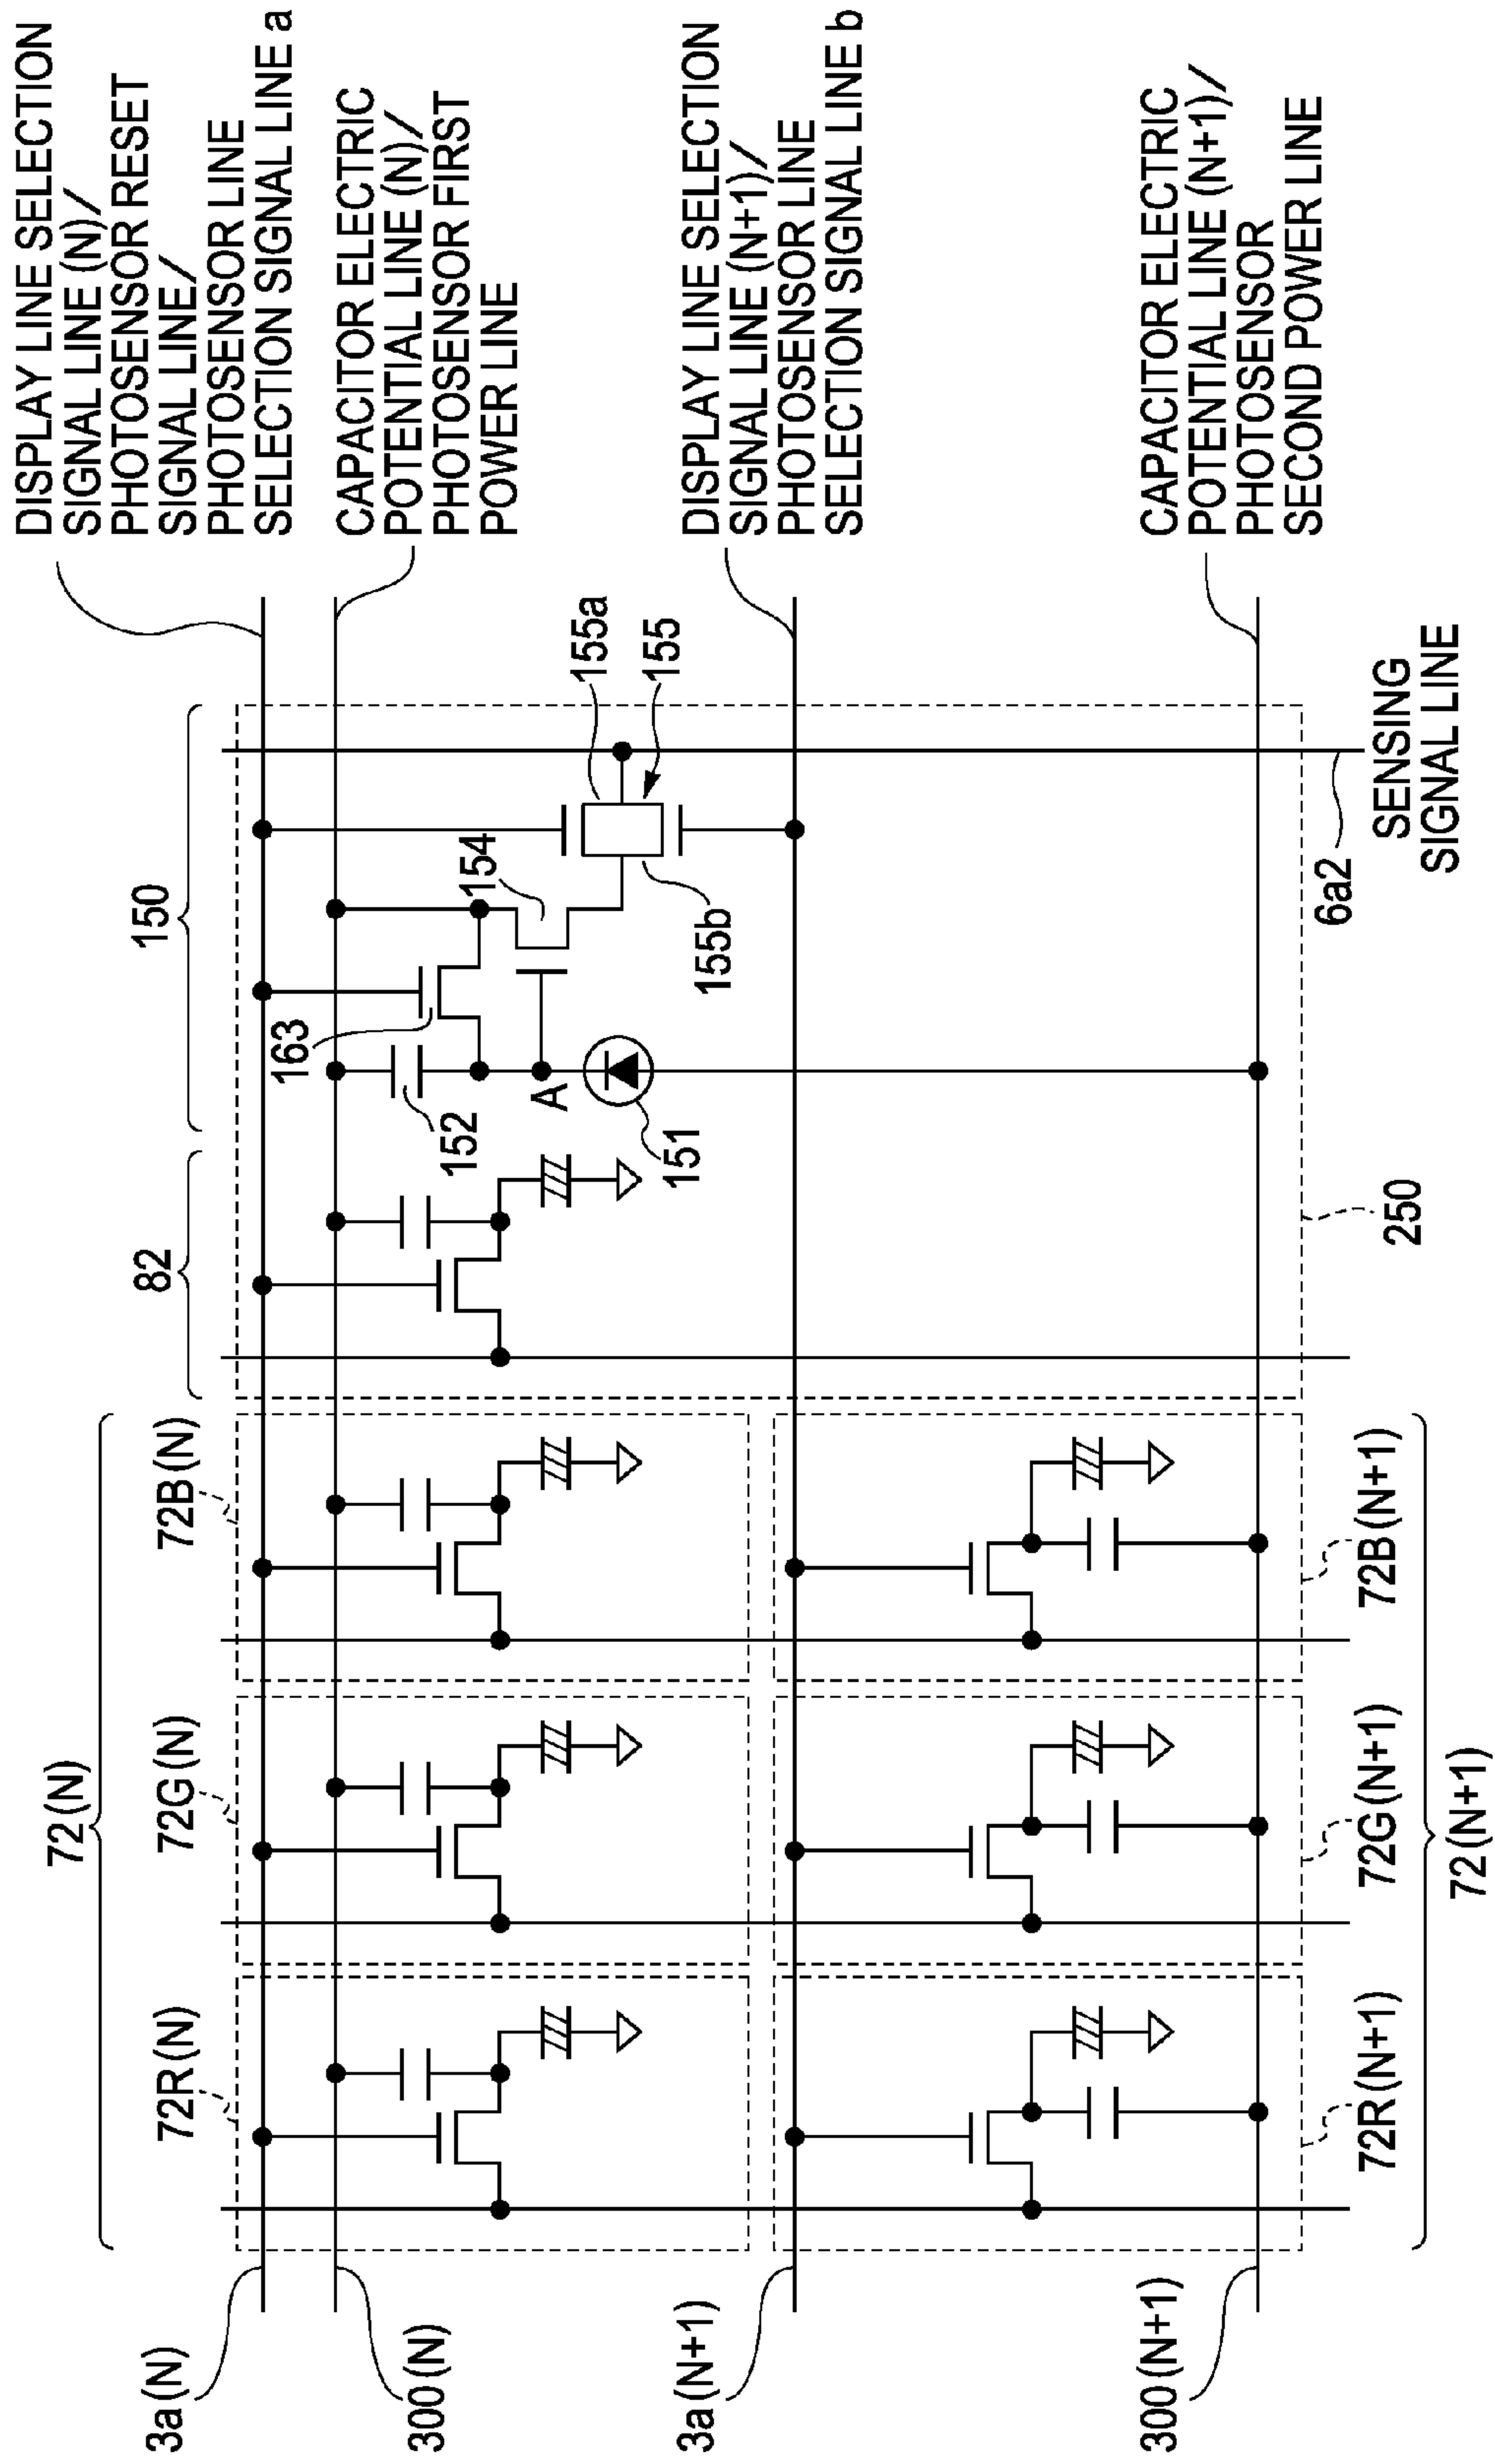 72 (N)
72R (N)
72G (N)
72B (N)
82
150
DISPLAY LINE SELECTION
SIGNAL LINE (N)/
PHOTOSENSOR RESET
SIGNAL LINE/
PHOTOSENSOR LINE
SELECTION SIGNAL LINE a
3a (N)
163
CAPACITOR ELECTRIC
POTENTIAL LINE (N)/
PHOTOSENSOR FIRST
POWER LINE
300 (N)
152
154
A
155a
155
151
155b
DISPLAY LINE SELECTION
SIGNAL LINE (N+1)/
PHOTOSENSOR LINE
SELECTION SIGNAL LINE b
3a (N+1)
CAPACITOR ELECTRIC
POTENTIAL LINE (N+1)/
PHOTOSENSOR
SECOND POWER LINE
300 (N+1)
72R (N+1)
72G (N+1)
72B (N+1)
250
6a2
SENSING
SIGNAL LINE
72 (N+1)